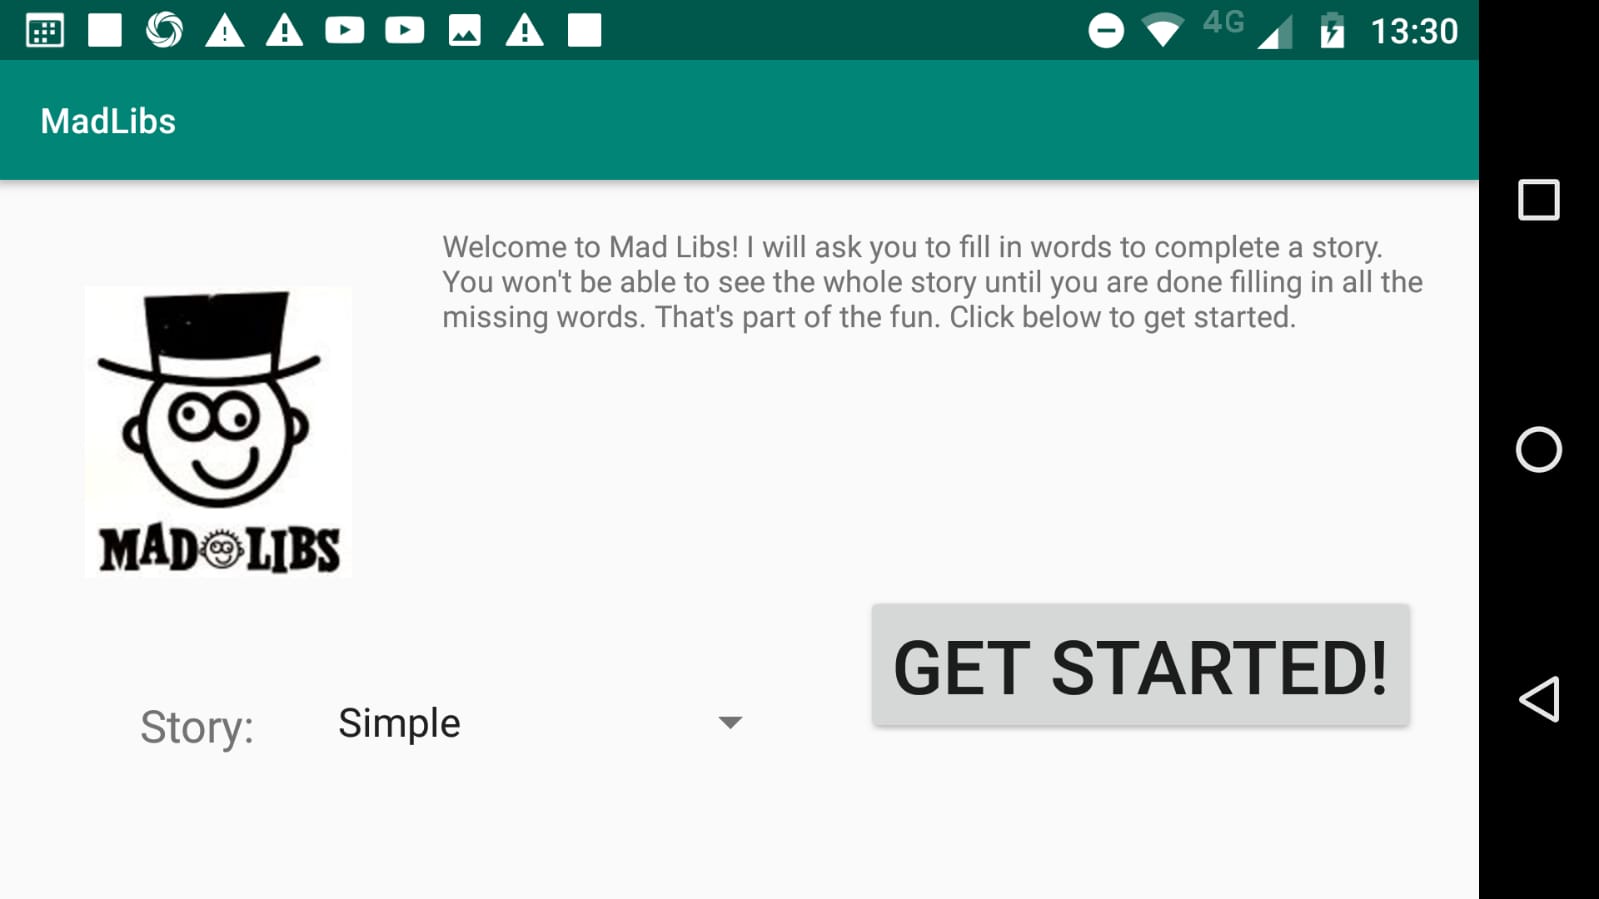 4G 13:30
MadLibs
Welcome to Mad Libs! I will ask you to fill in words to complete a story.
You won't be able to see the whole story until you are done filling in all the
missing words. That's part of the fun. Click below to get started.
MAD LIBS
GET STARTED!
Story: Simple